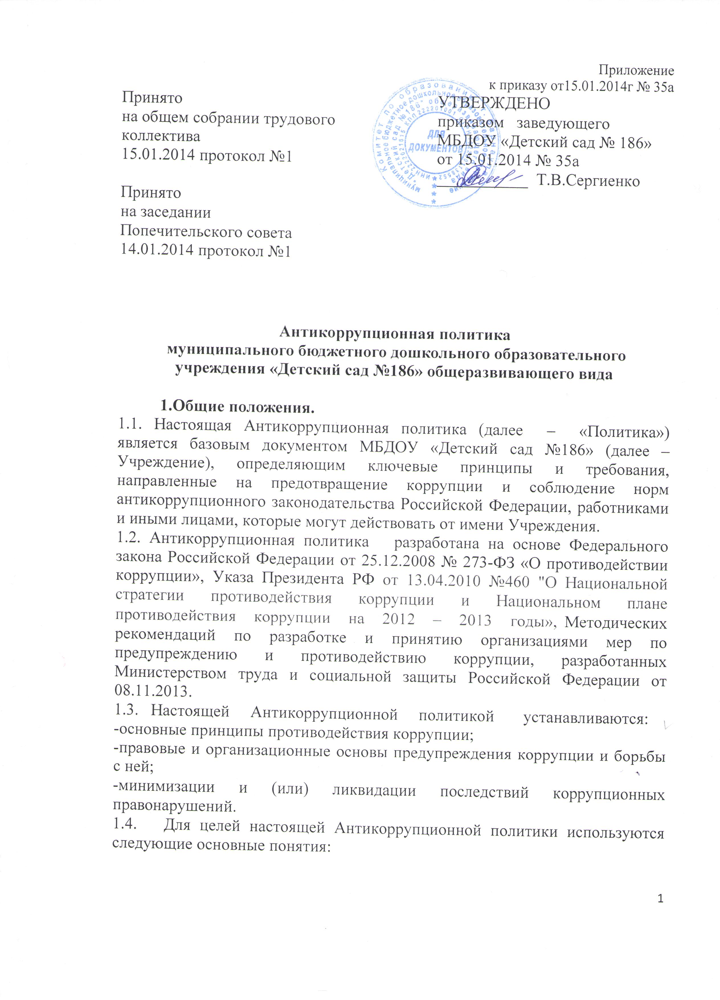 Приложение
к приказу от15.01.2014г № 35а
Принято
на общем собрании трудового
коллектива
15.01.2014 протокол №1
Принято
на заседании
Попечительского совета
14.01.2014 протокол №1
УТВЕРЖДЕНО
приказом заведующего
МБДОУ «Детский сад № 186»
от 15.01.2014 № 35а
Т.В.Сергиенко
ДЛЯ
ДОКУМЕНТОВ
Антикоррупционная политика
муниципального бюджетного дошкольного образовательного
учреждения «Детский сад №186» общеразвивающего вида
1.Общие положения.
1.1. Настоящая Антикоррупционная политика (далее – «Политика»)
является базовым документом МБДОУ «Детский сад №186» (далее –
Учреждение), определяющим ключевые принципы и требования,
направленные на предотвращение коррупции и соблюдение норм
антикоррупционного законодательства Российской Федерации, работниками
и иными лицами, которые могут действовать от имени Учреждения.
1.2. Антикоррупционная политика разработана на основе Федерального
закона Российской Федерации от 25.12.2008 № 273-ФЗ «О противодействии
коррупции», Указа Президента РФ от 13.04.2010 №460 "О Национальной
стратегии противодействия коррупции и Национальном плане
противодействия коррупции на 2012 – 2013 годы», Методических
рекомендаций по разработке и принятию организациями мер по
предупреждению и противодействию коррупции, разработанных
Министерством труда и социальной защиты Российской Федерации от
08.11.2013.
1.3. Настоящей Антикоррупционной политикой устанавливаются:
-основные принципы противодействия коррупции;
-правовые и организационные основы предупреждения коррупции и борьбы
с ней;
-минимизации и (или) ликвидации последствий коррупционных
правонарушений.
1.4. Для целей настоящей Антикоррупционной политики используются
следующие основные понятия:
1